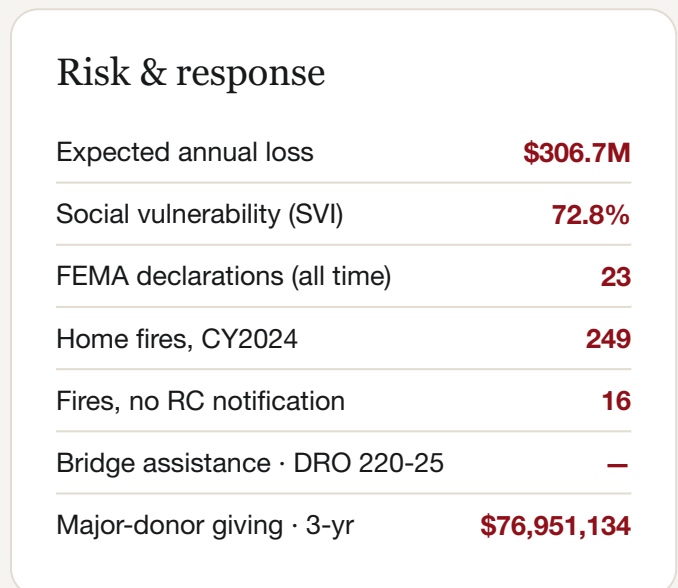 Risk & response
Expected annual loss $306.7M
Social vulnerability (SVI) 72.8%
FEMA declarations (all time) 23
Home fires, CY2024 249
Fires, no RC notification 16
Bridge assistance · DRO 220-25 –
Major-donor giving · 3-yr $76,951,134